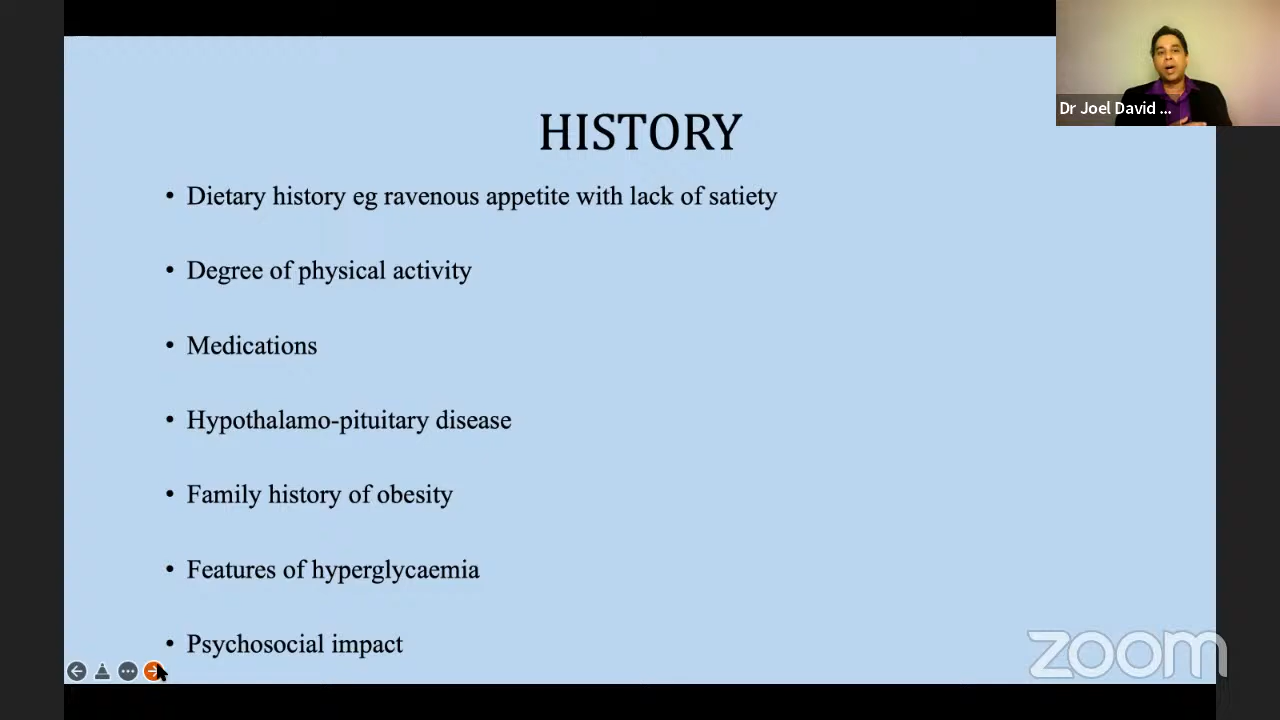 Dr Joel David ...
HISTORY
• Dietary history eg ravenous appetite with lack of satiety
• Degree of physical activity
• Medications
• Hypothalamo-pituitary disease
• Family history of obesity
• Features of hyperglycaemia
• Psychosocial impact
zoom